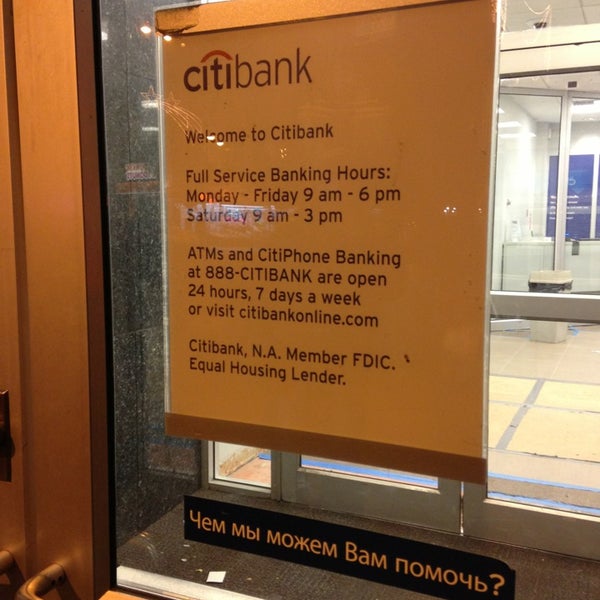 citibank
Welcome to Citibank
Full Service Banking Hours:
Monday - Friday 9 am - 6 pm
Saturday 9 am - 3 pm
ATMs and CitiPhone Banking
at 888-CITIBANK are open
24 hours, 7 days a week
or visit citibankonline.com
Citibank, N.A. Member FDIC.
Equal Housing Lender.
Чем мы можем Вам помочь?